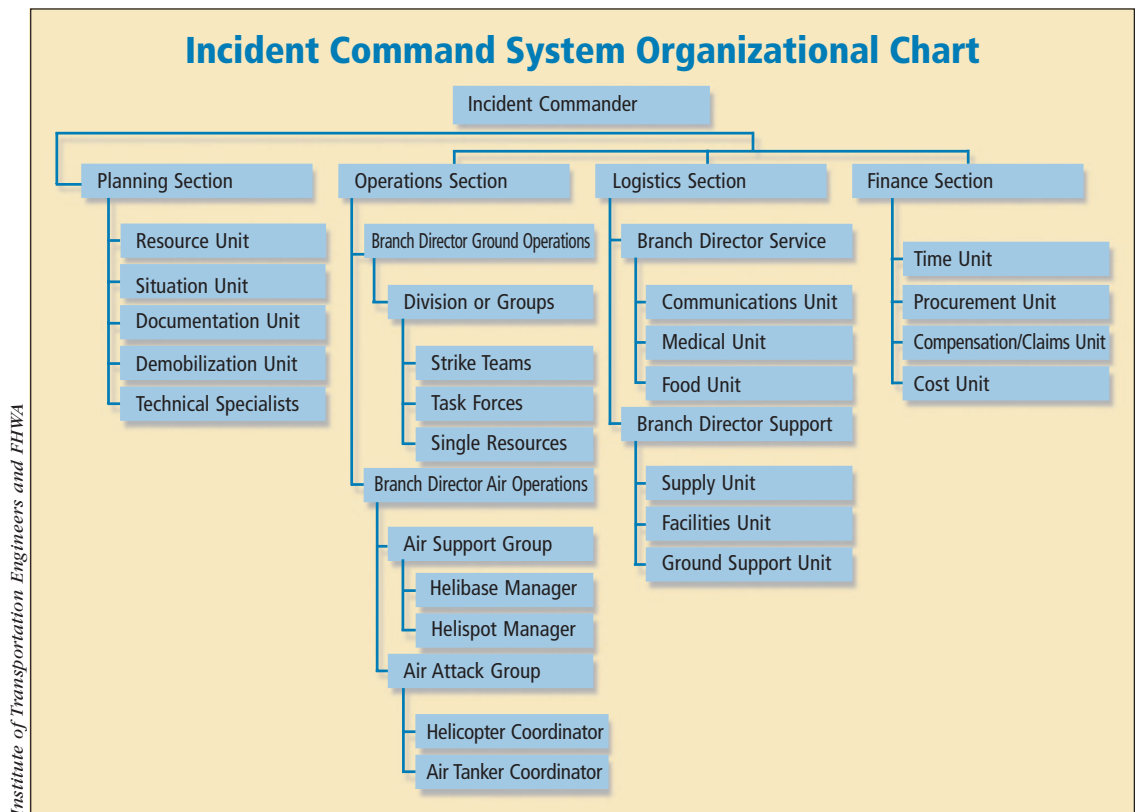 Incident Command System Organizational Chart
Incident Commander
Planning Section
Resource Unit
Situation Unit
Documentation Unit
Demobilization Unit
Technical Specialists
Operations Section
Branch Director Ground Operations
Division or Groups
Strike Teams
Task Forces
Single Resources
Branch Director Air Operations
Air Support Group
Helibase Manager
Helispot Manager
Air Attack Group
Helicopter Coordinator
Air Tanker Coordinator
Logistics Section
Branch Director Service
Communications Unit
Medical Unit
Food Unit
Branch Director Support
Supply Unit
Facilities Unit
Ground Support Unit
Finance Section
Time Unit
Procurement Unit
Compensation/Claims Unit
Cost Unit
Institute of Transportation Engineers and FHWA